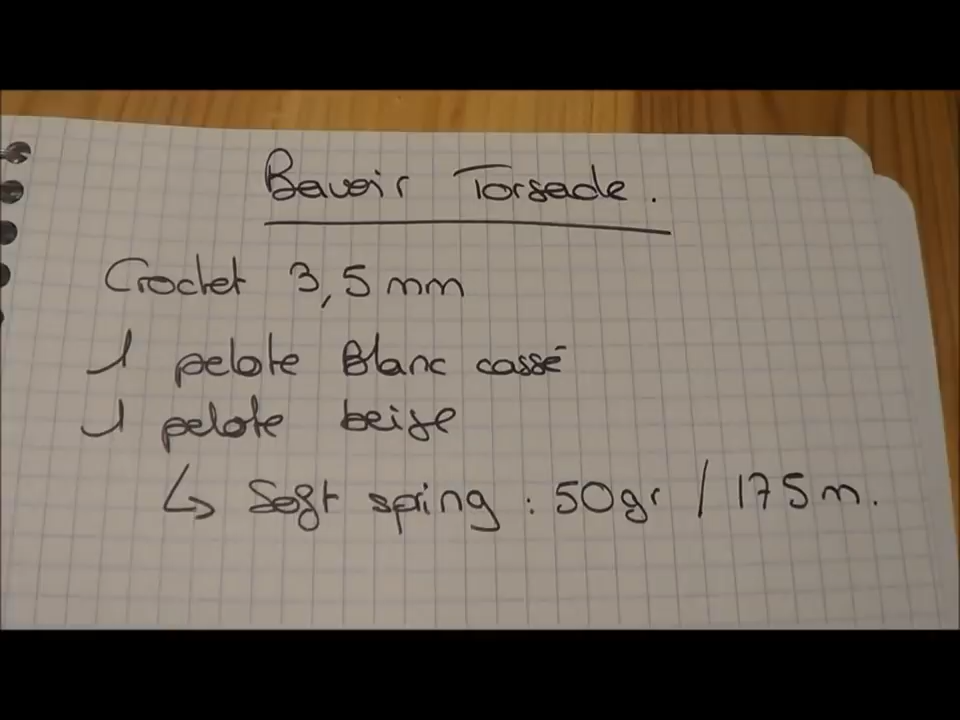 Bavoir Torsade.
Crochet 3,5 mm
1 pelote Blanc cassé
1 pelote beige
↳ Soft spring : 50gr / 175 m.